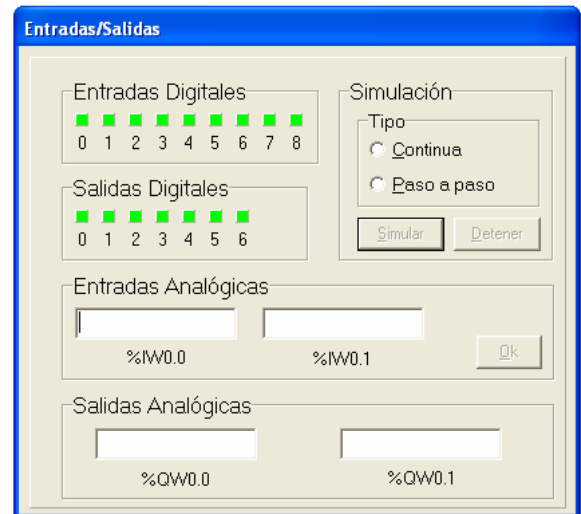 Entradas/Salidas
Entradas Digitales
0 1 2 3 4 5 6 7 8
Salidas Digitales
0 1 2 3 4 5 6
Simulación
Tipo
Continua
Paso a paso
Simular Detener
Entradas Analógicas
%IW0.0 %IW0.1
Ok
Salidas Analógicas
%QW0.0 %QW0.1